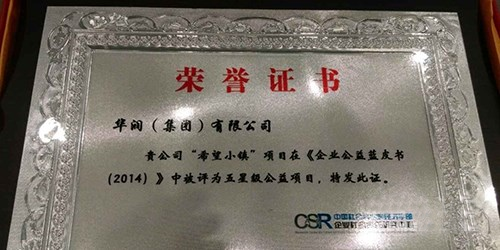 荣誉证书
华润（集团）有限公司
贵公司“希望小镇”项目在《企业公益蓝皮书
(2014)》中被评为五星级公益项目，特发此证。
CSR